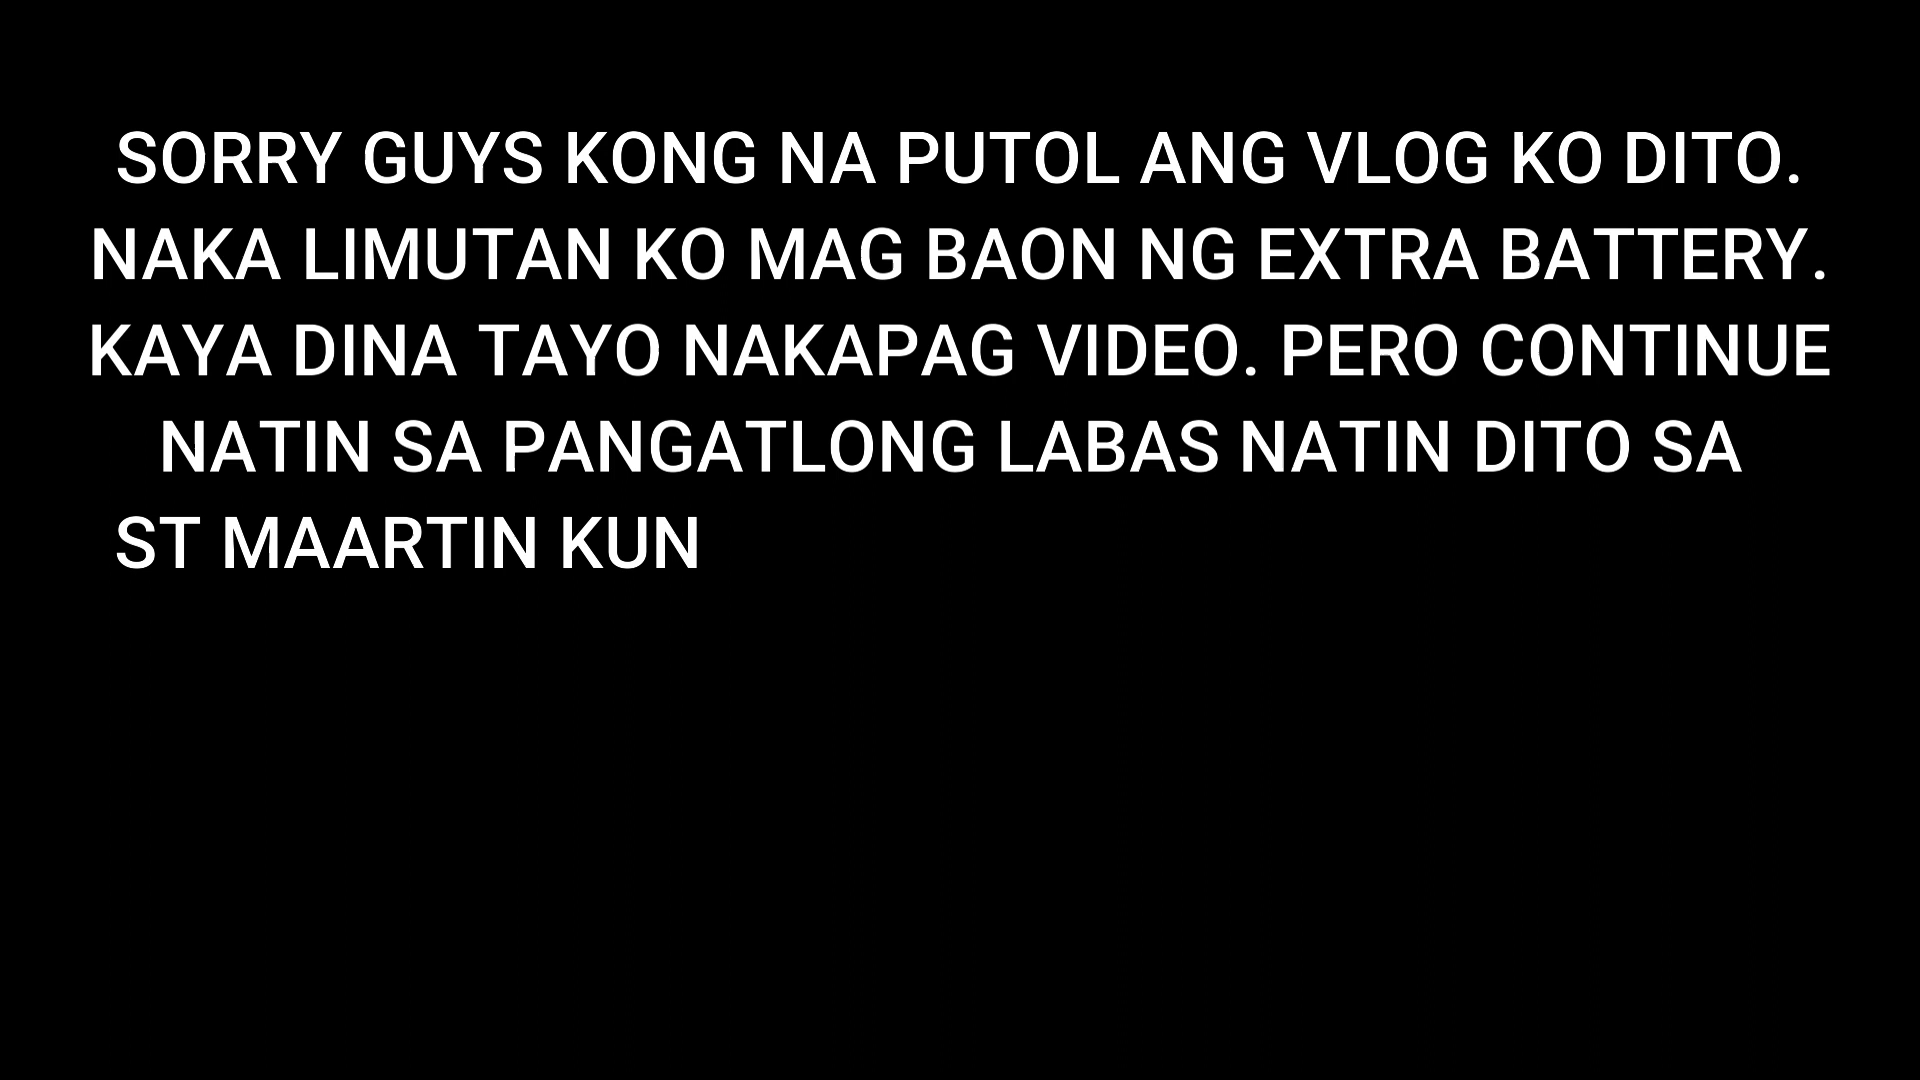 SORRY GUYS KONG NA PUTOL ANG VLOG KO DITO.
NAKA LIMUTAN KO MAG BAON NG EXTRA BATTERY.
KAYA DINA TAYO NAKAPAG VIDEO. PERO CONTINUE
NATIN SA PANGATLONG LABAS NATIN DITO SA
ST MAARTIN KUN